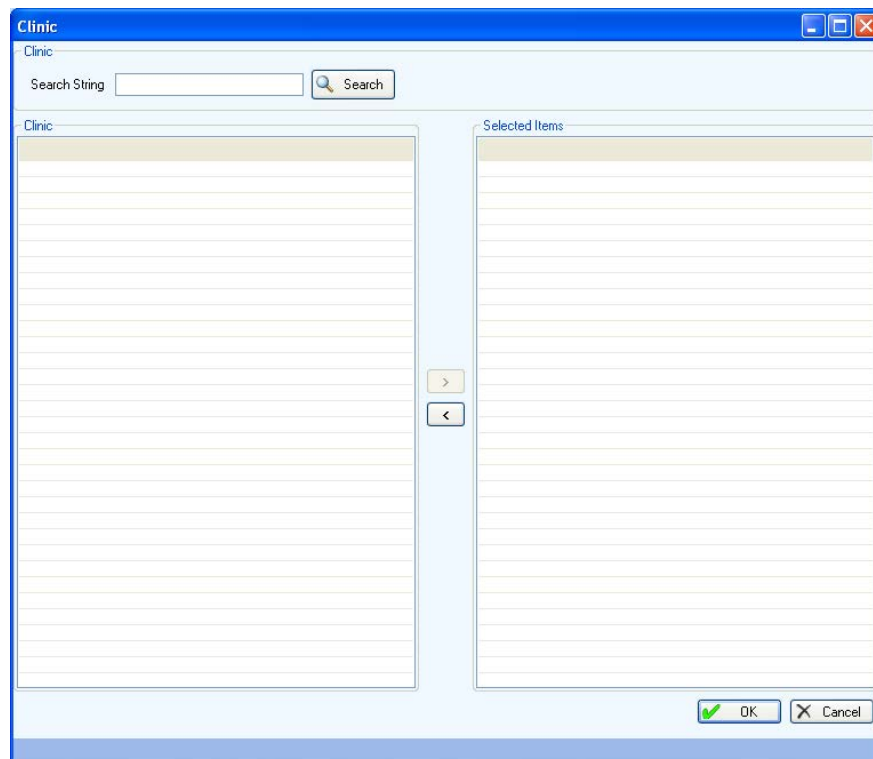 Clinic
Clinic
Search String Search
Clinic Selected Items
>
<
OK Cancel